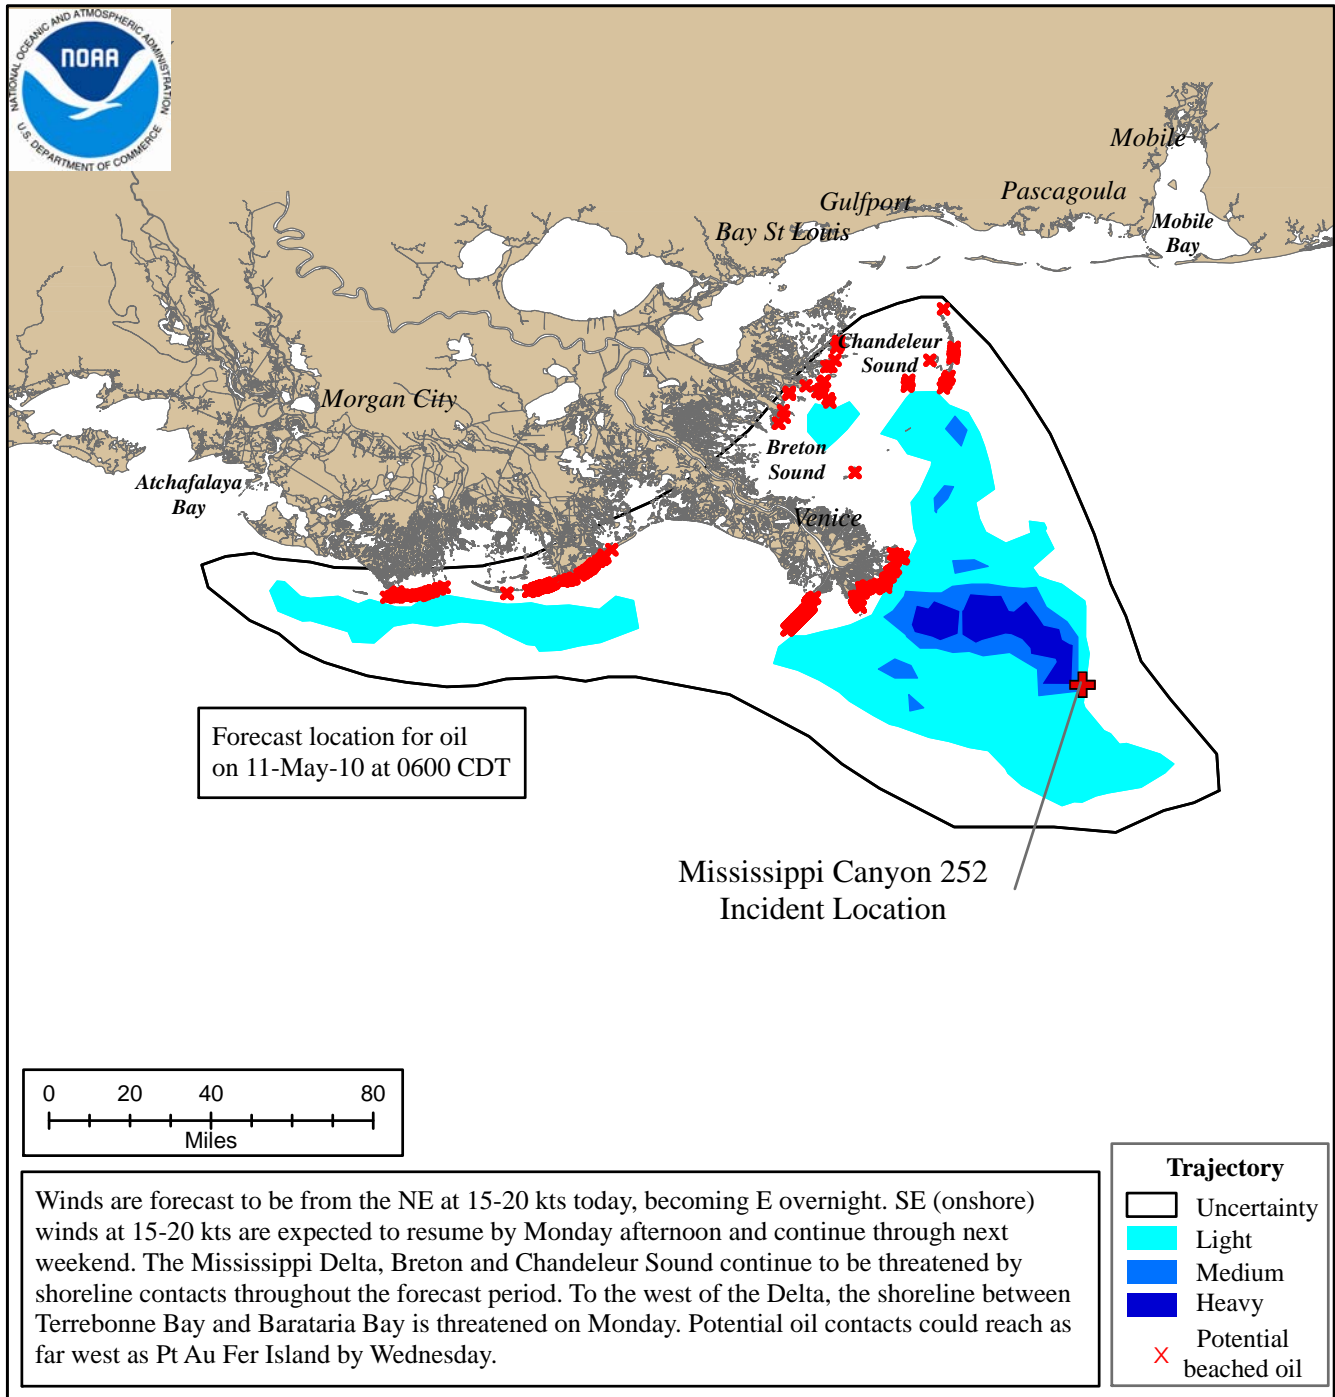 NATIONAL OCEANIC AND ATMOSPHERIC ADMINISTRATION
NOAA
U.S. DEPARTMENT OF COMMERCE
Mobile
Pascagoula
Gulfport
Mobile
Bay
Bay St Louis
Chandeleur
Sound
Morgan City
Breton
Sound
Atchafalaya
Bay
Venice
Forecast location for oil
on 11-May-10 at 0600 CDT
Mississippi Canyon 252
Incident Location
0 20 40 80
Miles
Winds are forecast to be from the NE at 15-20 kts today, becoming E overnight. SE (onshore)
winds at 15-20 kts are expected to resume by Monday afternoon and continue through next
weekend. The Mississippi Delta, Breton and Chandeleur Sound continue to be threatened by
shoreline contacts throughout the forecast period. To the west of the Delta, the shoreline between
Terrebonne Bay and Barataria Bay is threatened on Monday. Potential oil contacts could reach as
far west as Pt Au Fer Island by Wednesday.
Trajectory
Uncertainty
Light
Medium
Heavy
Potential
beached oil